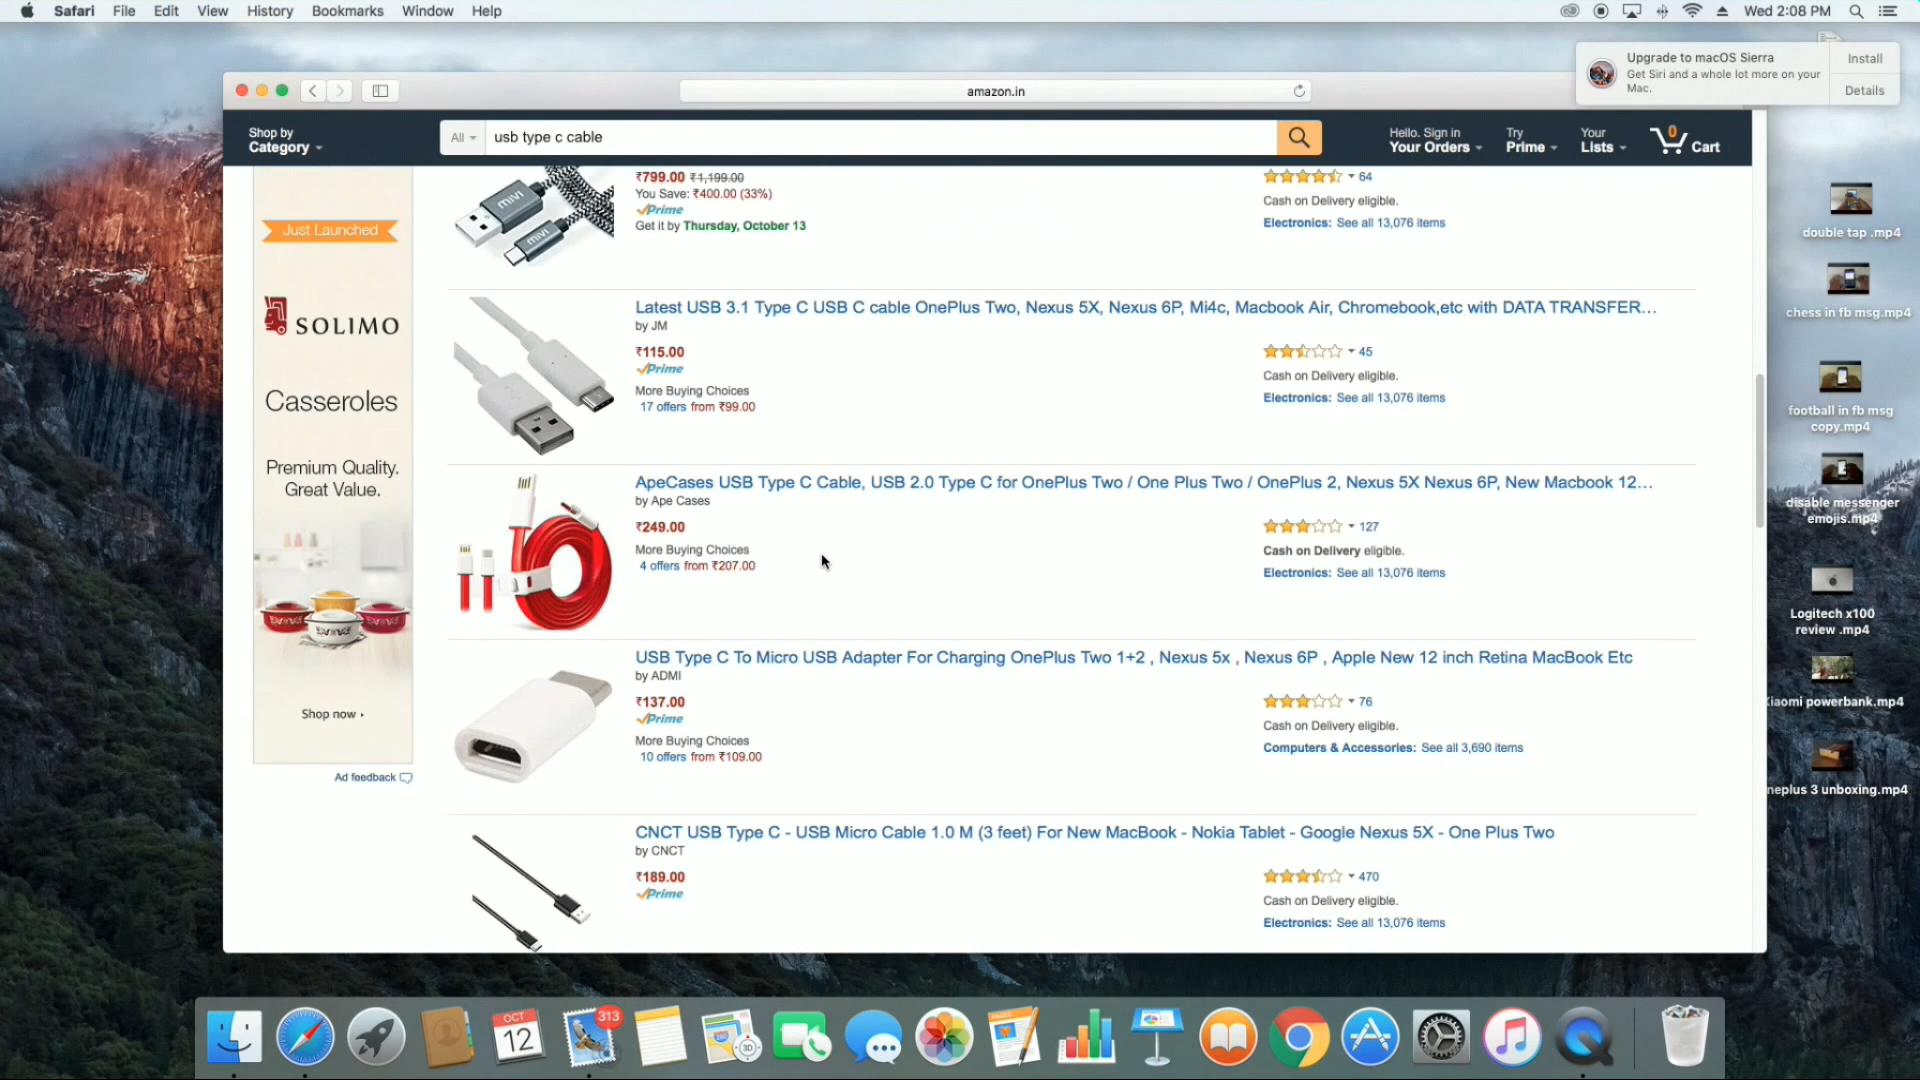 Safari File Edit View History Bookmarks Window Help
Wed 2:08 PM
Upgrade to macOS Sierra
Get Siri and a whole lot more on your
Mac.
Install
Details
amazon.in
Shop by
Category
All
usb type c cable
Hello. Sign in
Your Orders
Try
Prime
Your
Lists
0
Cart
Just Launched
SOLIMO
Casseroles
Premium Quality.
Great Value.
Shop now
Ad feedback
mivi
mivi
₹799.00 ₹1,199.00
You Save: ₹400.00 (33%)
Prime
Get it by Thursday, October 13
64
Cash on Delivery eligible.
Electronics: See all 13,076 items
Latest USB 3.1 Type C USB C cable OnePlus Two, Nexus 5X, Nexus 6P, Mi4c, Macbook Air, Chromebook,etc with DATA TRANSFER...
by JM
₹115.00
Prime
More Buying Choices
17 offers from ₹99.00
45
Cash on Delivery eligible.
Electronics: See all 13,076 items
ApeCases USB Type C Cable, USB 2.0 Type C for OnePlus Two / One Plus Two / OnePlus 2, Nexus 5X Nexus 6P, New Macbook 12...
by Ape Cases
₹249.00
More Buying Choices
4 offers from ₹207.00
127
Cash on Delivery eligible.
Electronics: See all 13,076 items
USB Type C To Micro USB Adapter For Charging OnePlus Two 1+2 , Nexus 5x , Nexus 6P , Apple New 12 inch Retina MacBook Etc
by ADMI
₹137.00
Prime
More Buying Choices
10 offers from ₹109.00
76
Cash on Delivery eligible.
Computers & Accessories: See all 3,690 items
CNCT USB Type C - USB Micro Cable 1.0 M (3 feet) For New MacBook - Nokia Tablet - Google Nexus 5X - One Plus Two
by CNCT
₹189.00
Prime
470
Cash on Delivery eligible.
Electronics: See all 13,076 items
double tap .mp4
chess in fb msg.mp4
football in fb msg
copy.mp4
disable messenger
emojis.mp4
Logitech x100
review .mp4
iaomi powerbank.mp4
neplus 3 unboxing.mp4
OCT
12
313
3D
PAGES